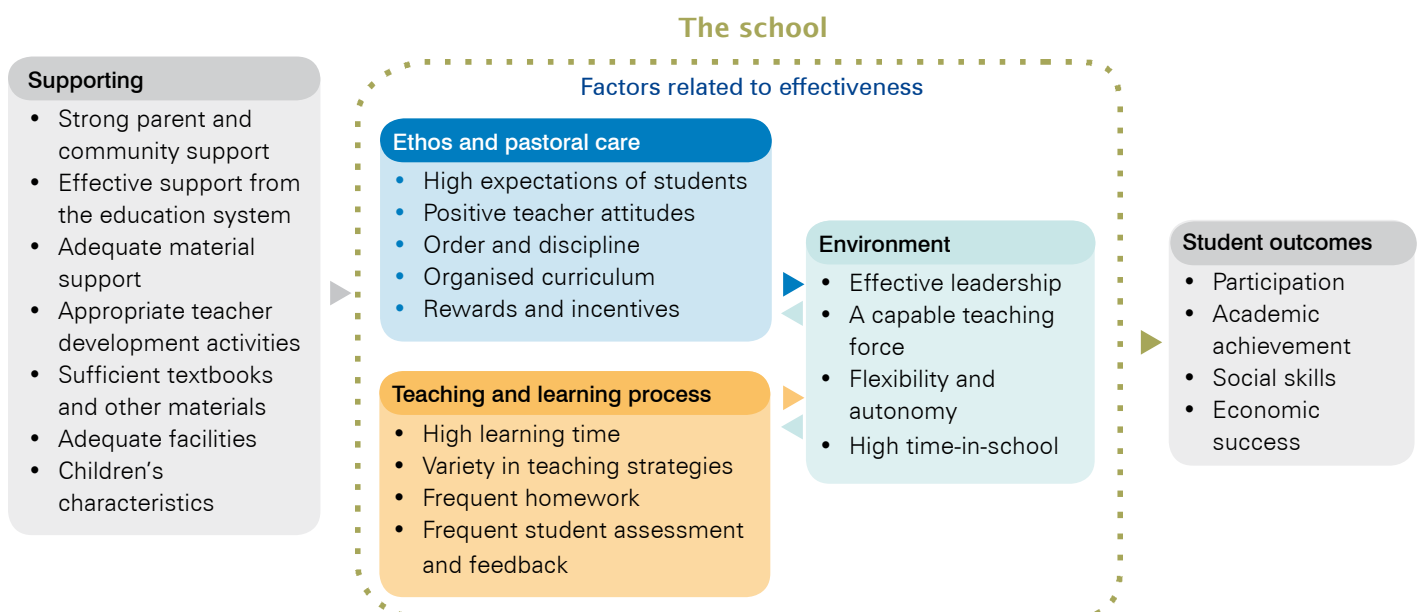 The school
Supporting
• Strong parent and
community support
• Effective support from
the education system
• Adequate material
support
• Appropriate teacher
development activities
• Sufficient textbooks
and other materials
• Adequate facilities
• Children’s
characteristics
Factors related to effectiveness
Ethos and pastoral care
• High expectations of students
• Positive teacher attitudes
• Order and discipline
• Organised curriculum
• Rewards and incentives
Teaching and learning process
• High learning time
• Variety in teaching strategies
• Frequent homework
• Frequent student assessment
and feedback
Environment
• Effective leadership
• A capable teaching
force
• Flexibility and
autonomy
• High time-in-school
Student outcomes
• Participation
• Academic
achievement
• Social skills
• Economic
success